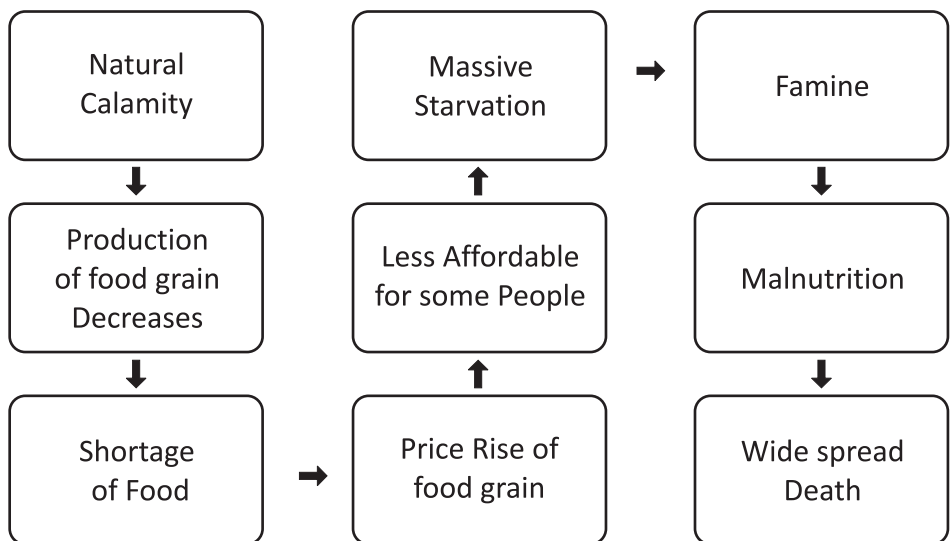 Natural
Calamity
Production
of food grain
Decreases
Shortage
of Food
Price Rise of
food grain
Less Affordable
for some People
Massive
Starvation
Famine
Malnutrition
Wide spread
Death